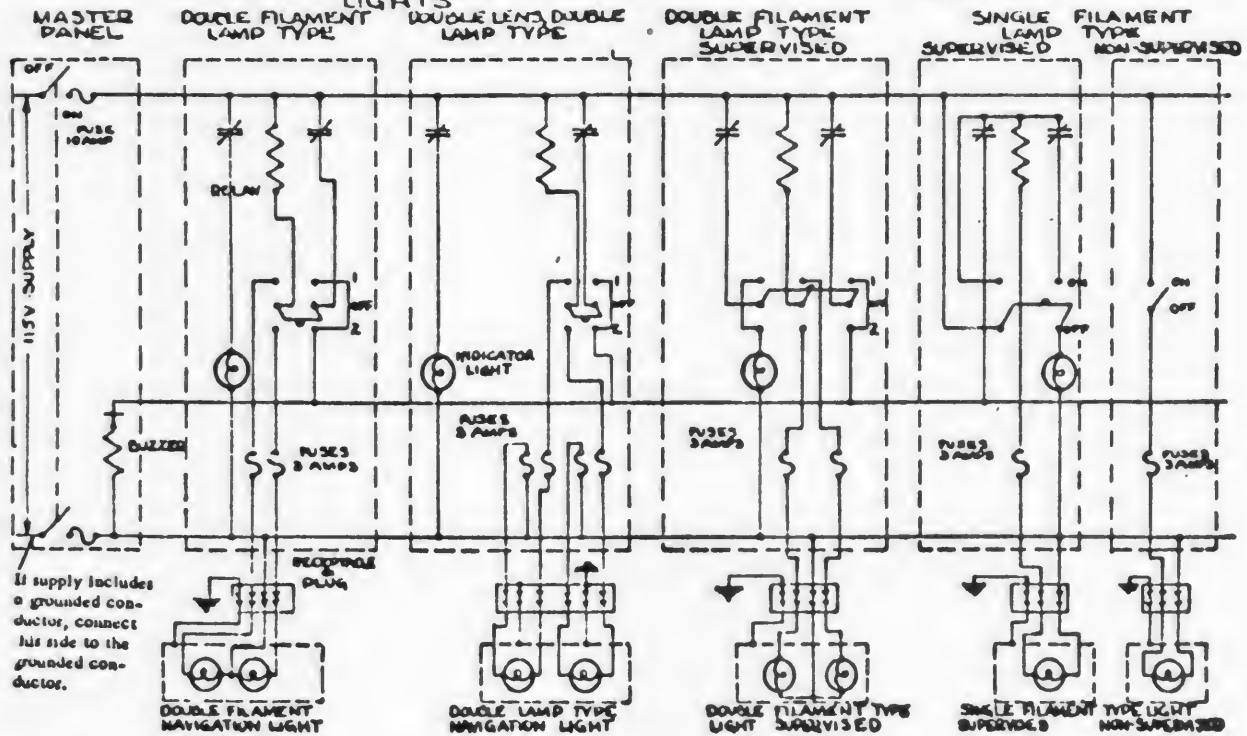 LIGHTS
MASTER PANEL
DOUBLE FILAMENT LAMP TYPE
DOUBLE LENS, DOUBLE LAMP TYPE
DOUBLE FILAMENT LAMP TYPE SUPERVISED
SINGLE FILAMENT LAMP TYPE
SUPERVISED
NON-SUPERVISED
OFF
ON
FUSE
10 AMP
115V SUPPLY
BUZZER
RELAY
1
OFF
2
FUSES
3 AMPS
1
OFF
2
INDICATOR
LIGHT
FUSES
3 AMPS
1
OFF
2
FUSES
3 AMPS
ON
OFF
FUSES
3 AMPS
ON
OFF
FUSES
3 AMPS
RECEPTABLE
&
PLUG
If supply includes
a grounded con-
ductor, connect
this side to the
grounded con-
ductor.
DOUBLE FILAMENT
NAVIGATION LIGHT
DOUBLE LAMP TYPE
NAVIGATION LIGHT
DOUBLE FILAMENT TYPE
LIGHT SUPERVISED
SINGLE FILAMENT TYPE LIGHT
SUPERVIDES
NON-SUPERVISED